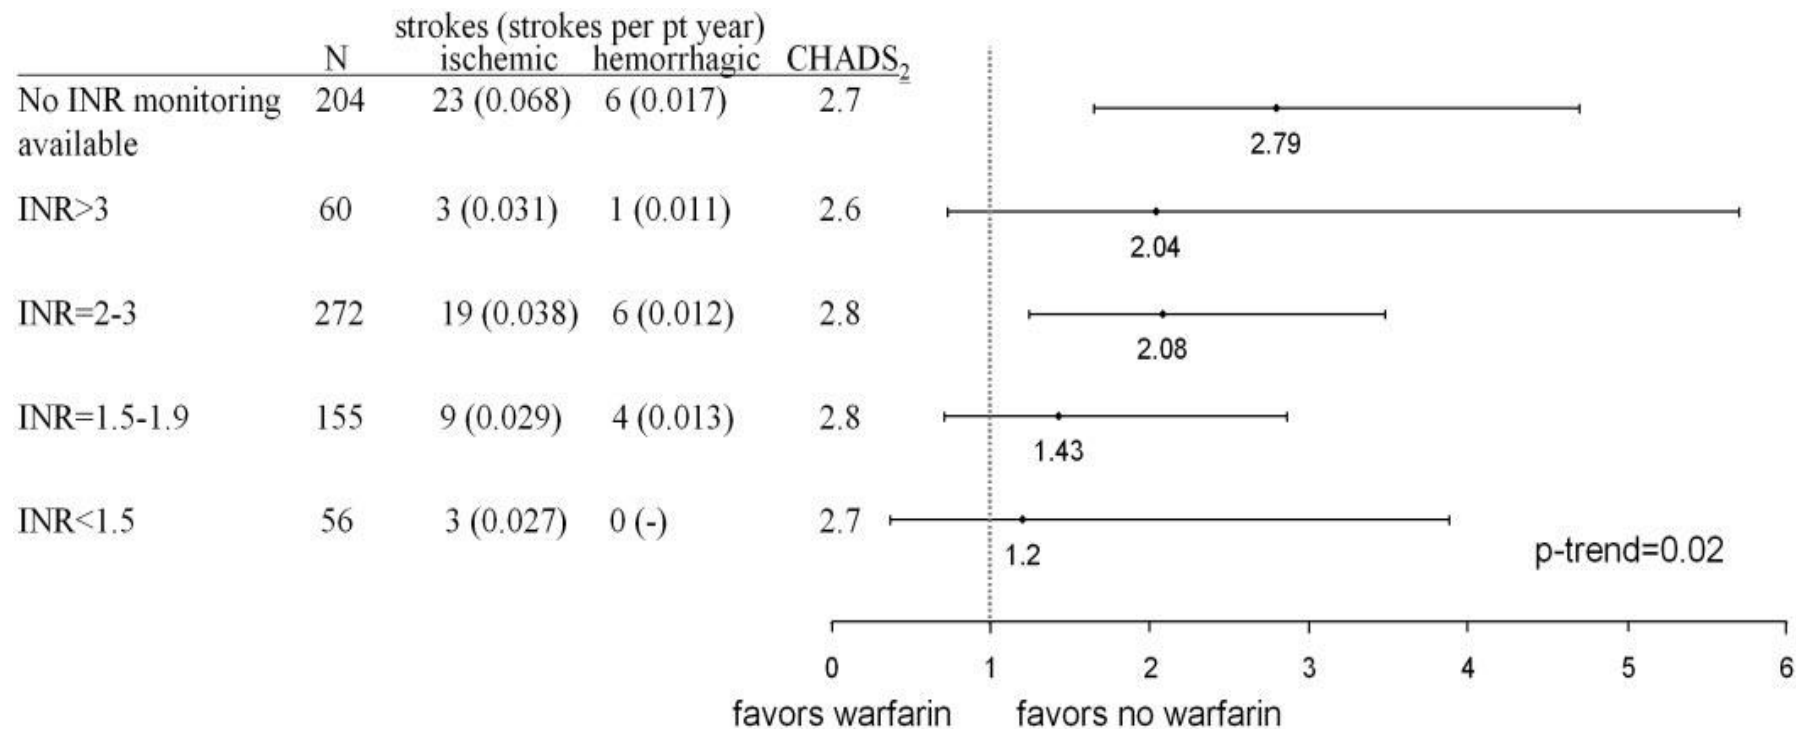 strokes (strokes per pt year)
N ischemic hemorrhagic CHADS2
No INR monitoring 204 23 (0.068) 6 (0.017) 2.7
available
2.79
INR>3 60 3 (0.031) 1 (0.011) 2.6
2.04
INR=2-3 272 19 (0.038) 6 (0.012) 2.8
2.08
INR=1.5-1.9 155 9 (0.029) 4 (0.013) 2.8
1.43
INR<1.5 56 3 (0.027) 0 (-) 2.7
1.2
p-trend=0.02
0 1 2 3 4 5 6
favors warfarin favors no warfarin